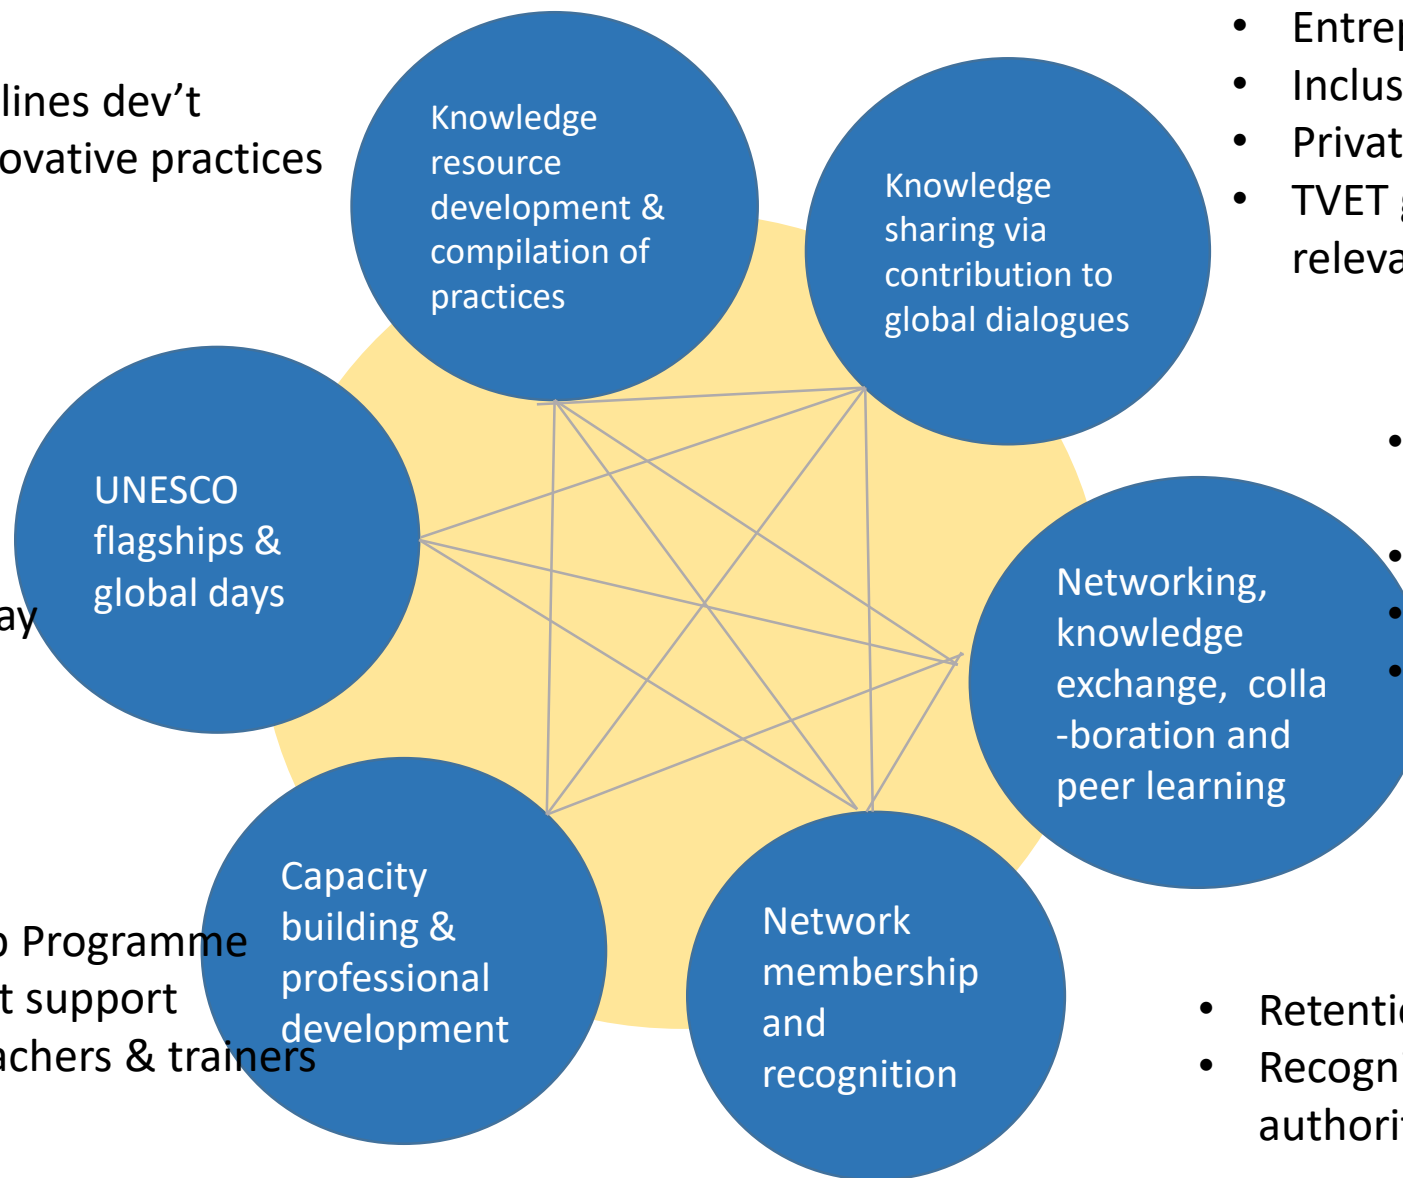 lines dev't
ovative practices
Knowledge
resource
development &
compilation of
practices
Knowledge
sharing via
contribution to
global dialogues
• Entrep
• Inclus
• Privat
• TVET
releva
UNESCO
flagships &
global days
ay
•
•
•
•
Networking,
knowledge
exchange, colla
-boration and
peer learning
Capacity
building &
professional
development
Programme
t support
achers & trainers
Network
membership
and
recognition
• Retenti
• Recogn
authorit